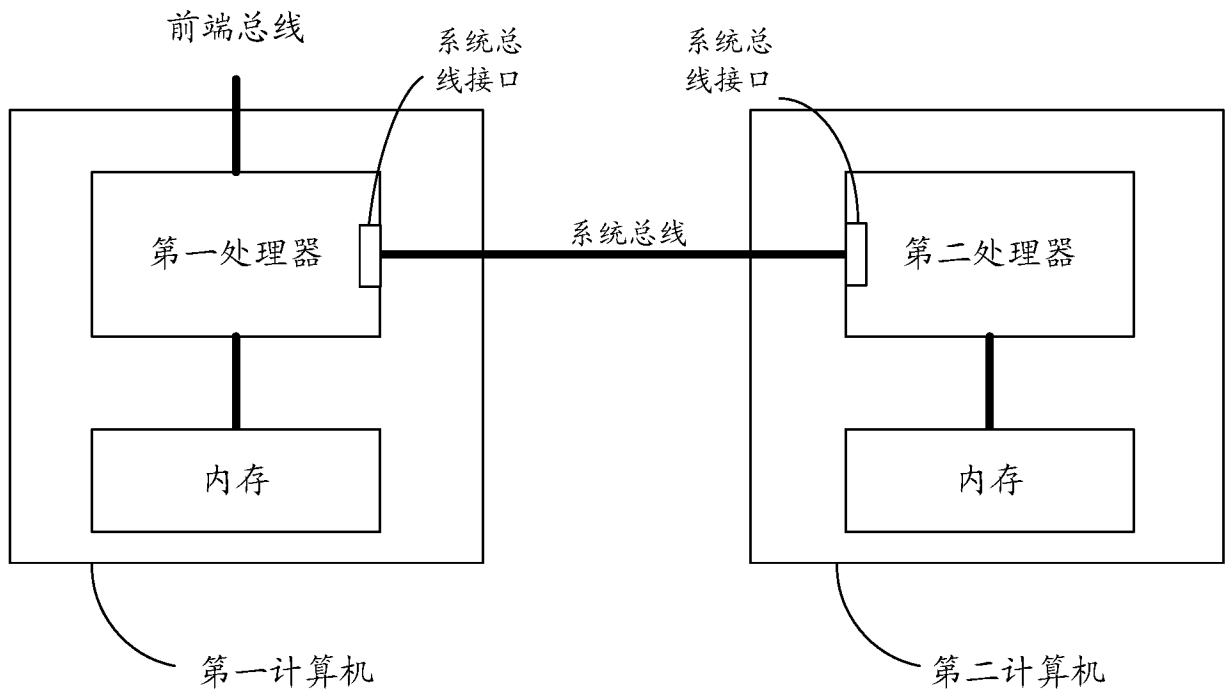 前端总线
系统总
线接口
系统总
线接口
第一处理器
系统总线
第二处理器
内存
内存
第一计算机
第二计算机